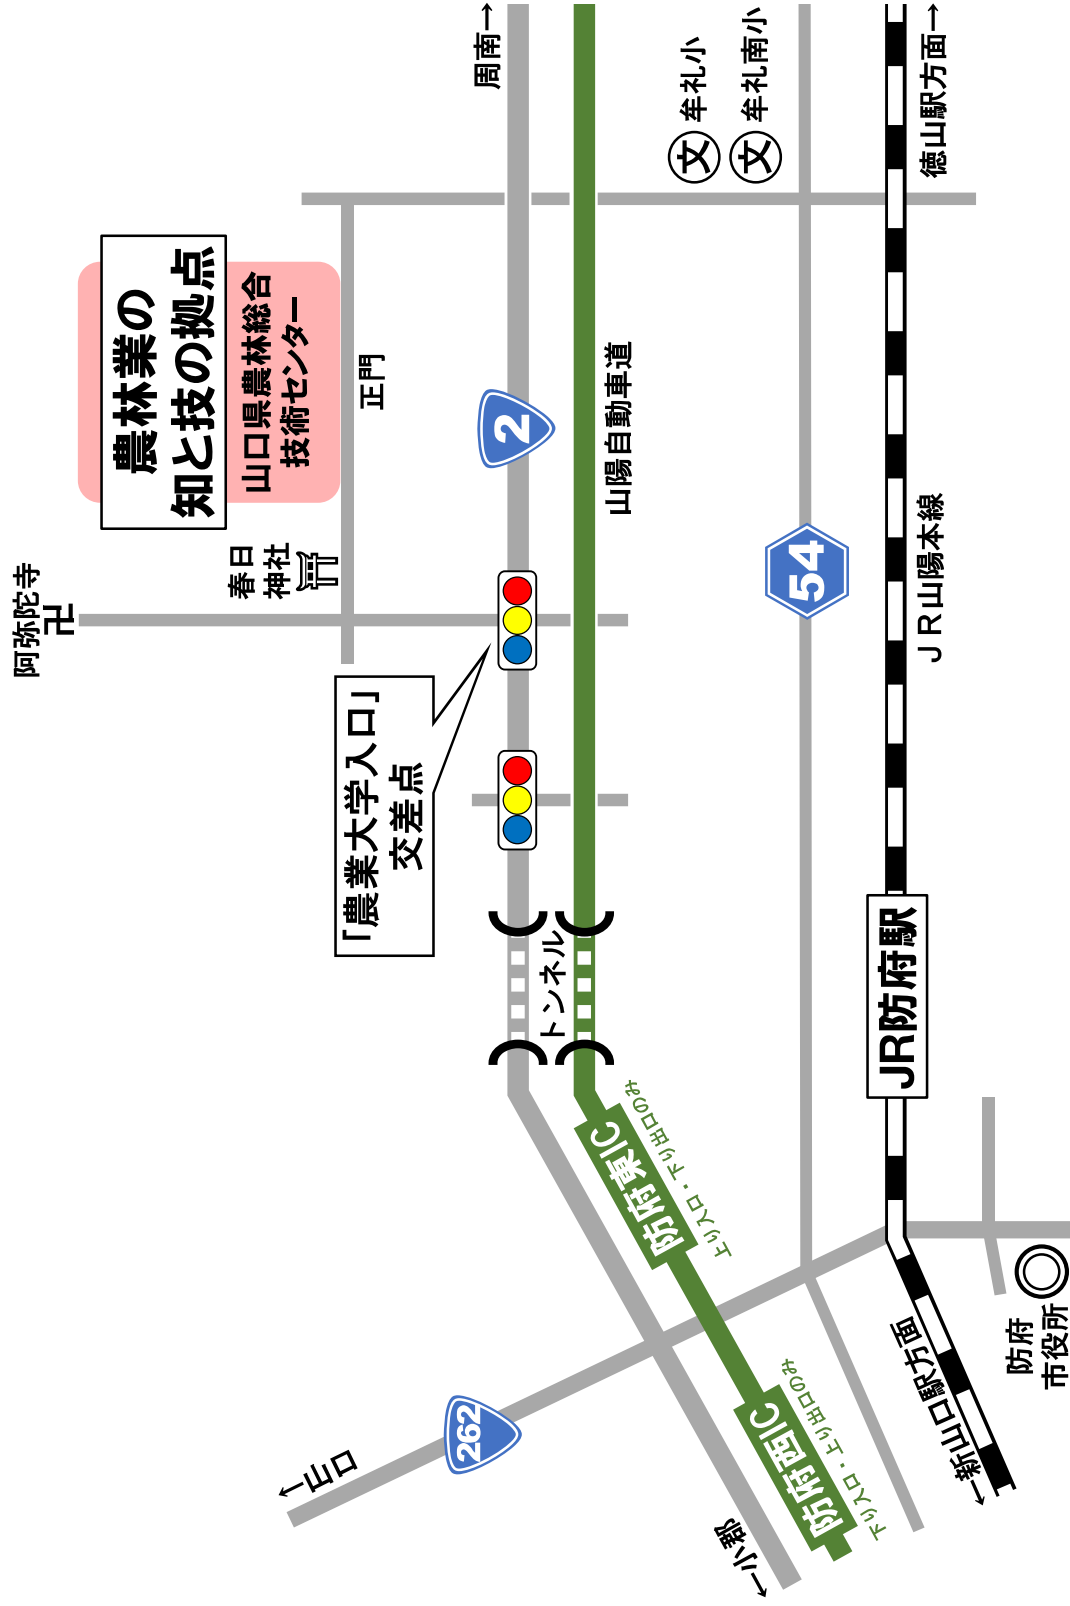 阿弥陀寺
春日
神社
農林業の
知と技の拠点
山口県農林総合
技術センター
正門
周南→
2
山陽自動車道
「農業大学入口」
交差点
トンネル
文 牟礼小
文 牟礼南小
54
徳山駅方面→
JR山陽本線
JR防府駅
防府東IC
上り入口・下り出口のみ
防府西IC
下り入口・上り出口のみ
262
←山口
←小郡
←新山口駅方面
防府
市役所